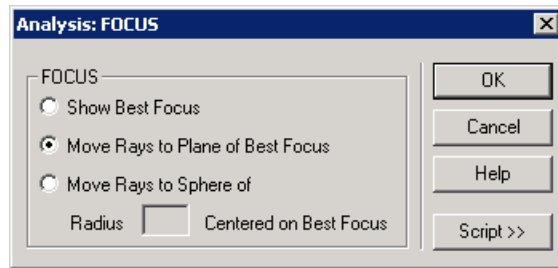 Analysis: FOCUS
FOCUS
Show Best Focus
Move Rays to Plane of Best Focus
Move Rays to Sphere of
Radius Centered on Best Focus
OK
Cancel
Help
Script >>